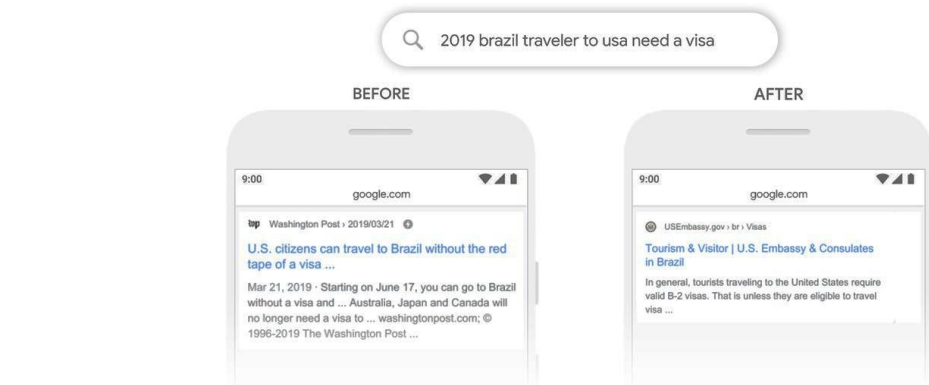 2019 brazil traveler to usa need a visa
BEFORE
9:00
google.com
wp Washington Post › 2019/03/21
U.S. citizens can travel to Brazil without the red
tape of a visa ...
Mar 21, 2019 · Starting on June 17, you can go to Brazil
without a visa and ... Australia, Japan and Canada will
no longer need a visa to ... washingtonpost.com; ©
1996-2019 The Washington Post ...
AFTER
9:00
google.com
USEmbassy.gov › br › Visas
Tourism & Visitor | U.S. Embassy & Consulates
in Brazil
In general, tourists traveling to the United States require
valid B-2 visas. That is unless they are eligible to travel
visa ...